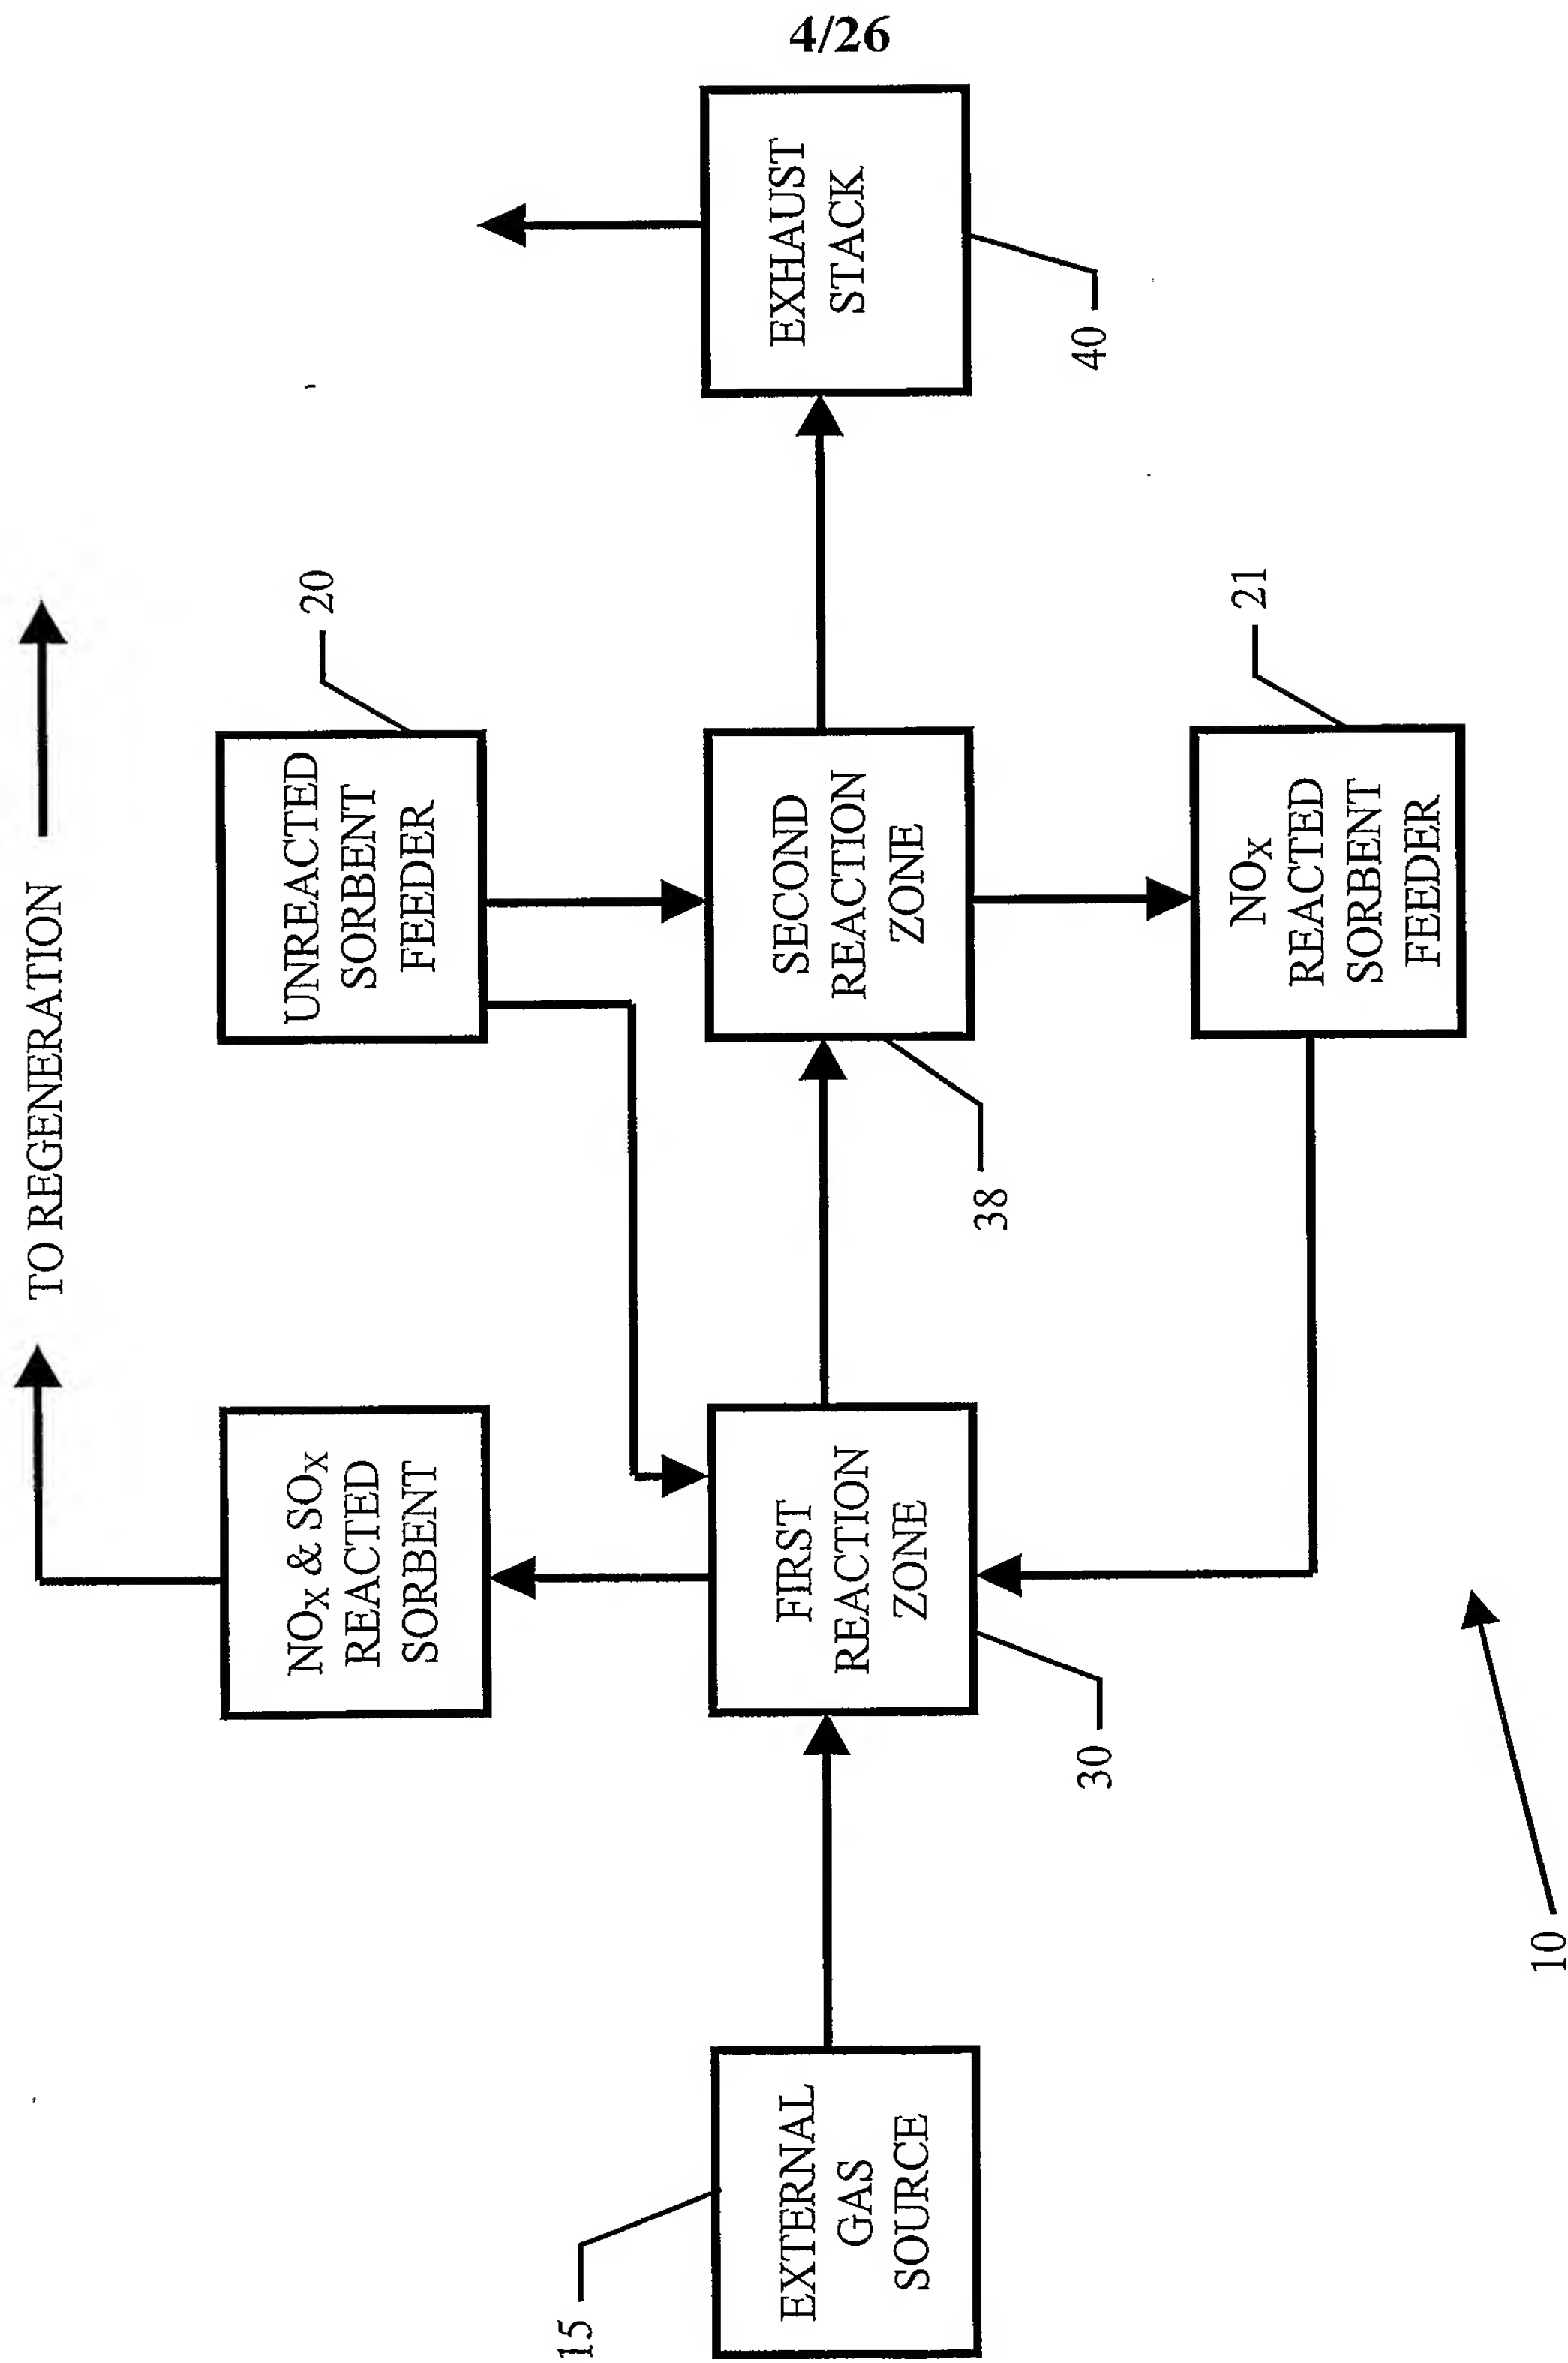 4/26
TO REGENERATION
NOX & SOX
REACTED
SORBENT
UNREACTED
SORBENT
FEEDER
20
15
EXTERNAL
GAS
SOURCE
FIRST
REACTION
ZONE
30
SECOND
REACTION
ZONE
38
EXHAUST
STACK
40
NOX
REACTED
SORBENT
FEEDER
21
10